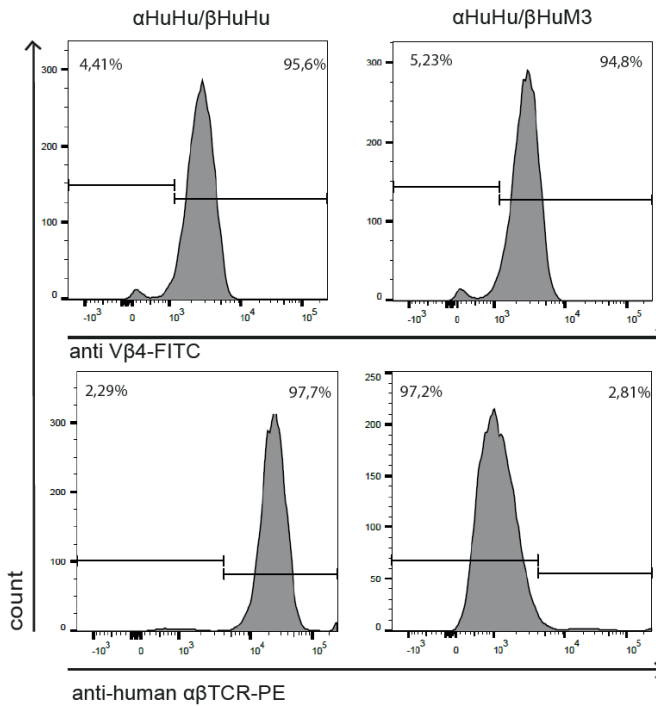 αHuHu/βHuHu
αHuHu/βHuM3
4,41%
95,6%
300
200
100
0
-10³ 0 10³ 10⁴ 10⁵
5,23%
94,8%
300
200
100
0
-10³ 0 10³ 10⁴ 10⁵
anti Vβ4-FITC
2,29%
97,7%
300
200
100
0
-10³ 0 10³ 10⁴ 10⁵
97,2%
2,81%
250
200
150
100
50
0
-10³ 0 10³ 10⁴ 10⁵
count
anti-human αβTCR-PE